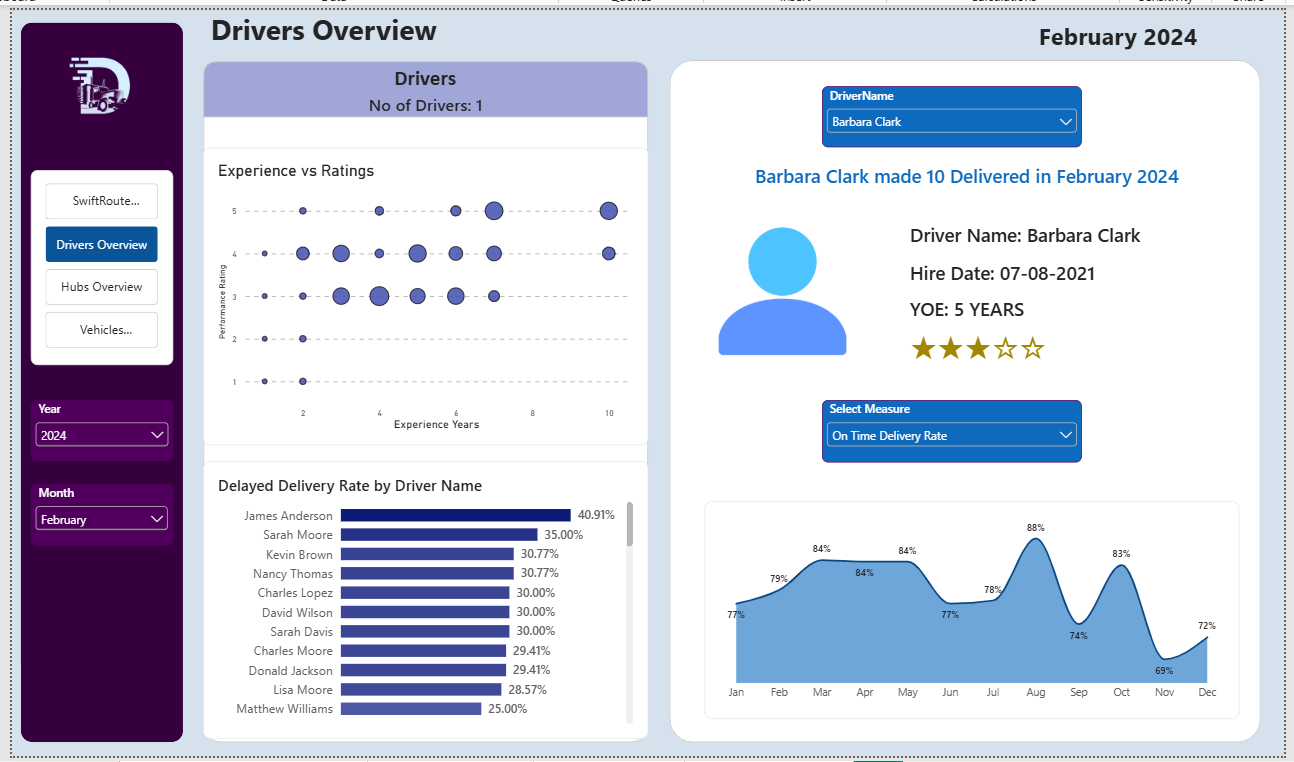 Data
Queries
Insert
Calculations
Sensitivity
Share
Drivers Overview
February 2024
SwiftRoute...
Drivers Overview
Hubs Overview
Vehicles...
Year
2024
Month
February
Drivers
No of Drivers: 1
Experience vs Ratings
Performance Rating
5
4
3
2
1
2 4 6 8 10
Experience Years
Delayed Delivery Rate by Driver Name
James Anderson 40.91%
Sarah Moore 35.00%
Kevin Brown 30.77%
Nancy Thomas 30.77%
Charles Lopez 30.00%
David Wilson 30.00%
Sarah Davis 30.00%
Charles Moore 29.41%
Donald Jackson 29.41%
Lisa Moore 28.57%
Matthew Williams 25.00%
DriverName
Barbara Clark
Barbara Clark made 10 Delivered in February 2024
Driver Name: Barbara Clark
Hire Date: 07-08-2021
YOE: 5 YEARS
Select Measure
On Time Delivery Rate
77% 79% 84% 84% 84% 77% 78% 88% 74% 83% 69% 72%
Jan Feb Mar Apr May Jun Jul Aug Sep Oct Nov Dec